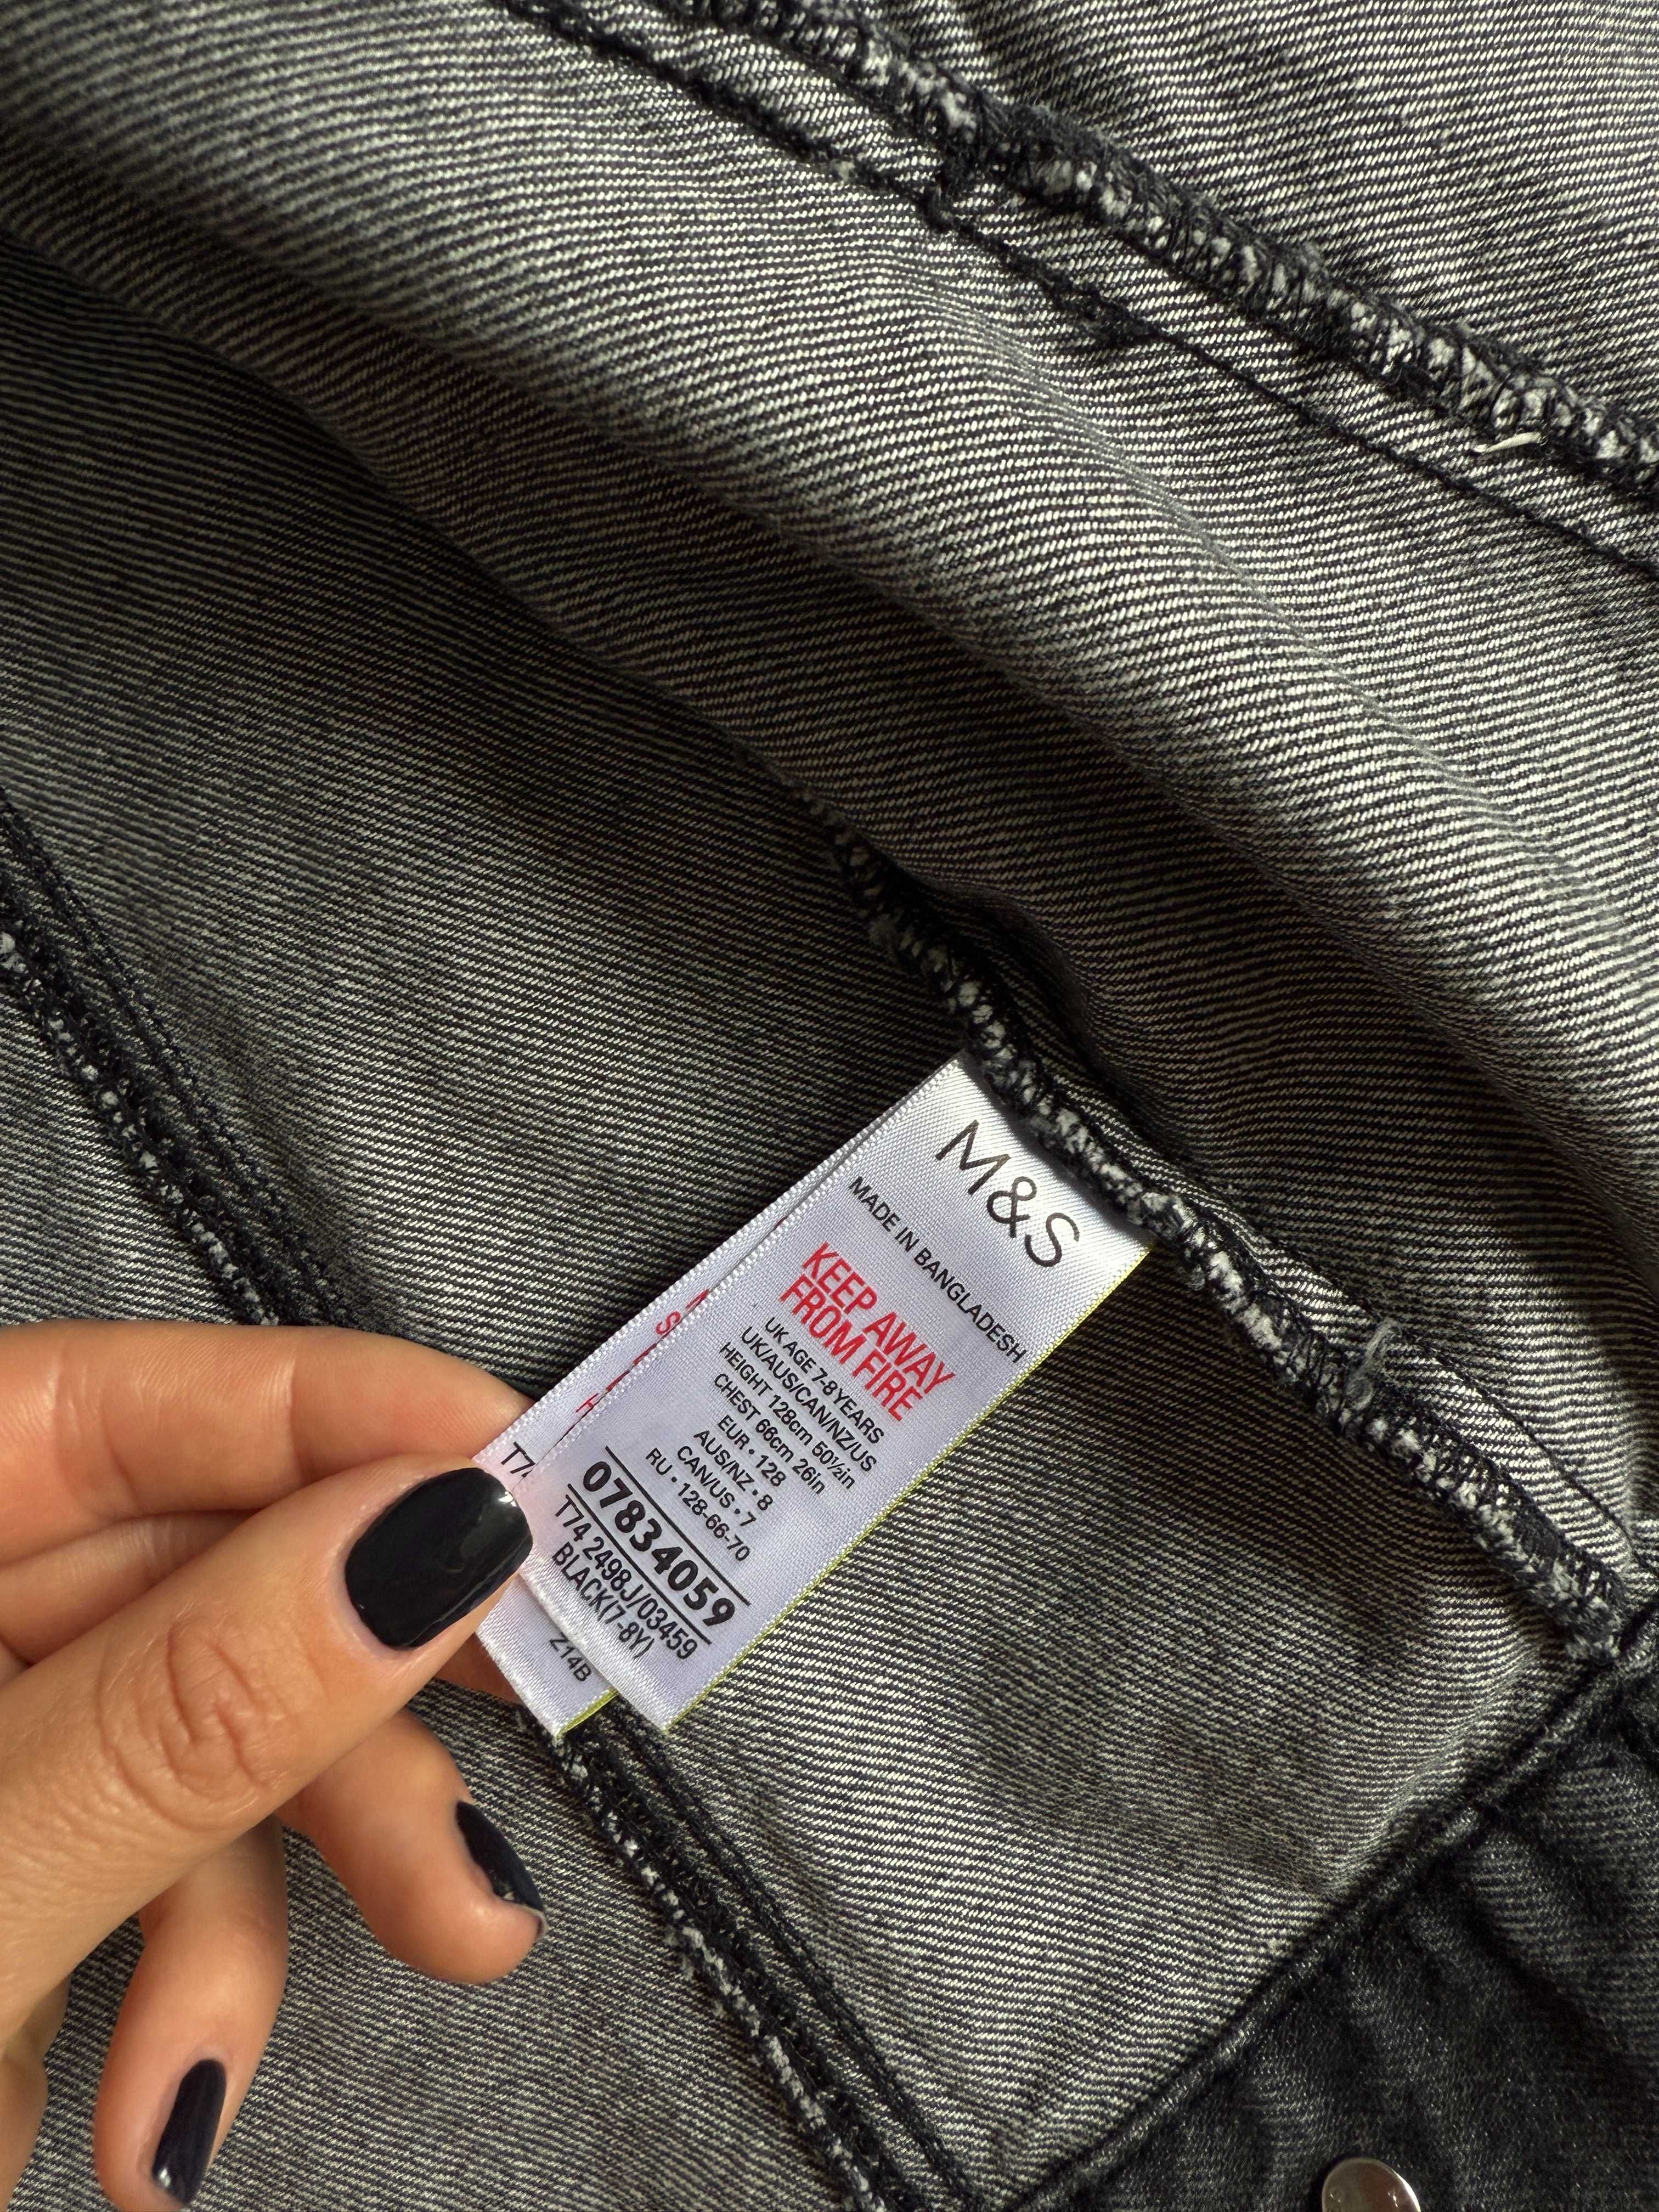 M&S
MADE IN BANGLADESH
KEEP AWAY
FROM FIRE
UK AGE 7-8YEARS
UK/AUS/CAN/NZ/US
HEIGHT 128cm 50½in
CHEST 66cm 26in
EUR • 128
AUS/NZ • 8
CAN/US • 7
RU • 128-66-70
07834059
T74 2498J/03459
BLACK(7-8Y)
T74
Z14B